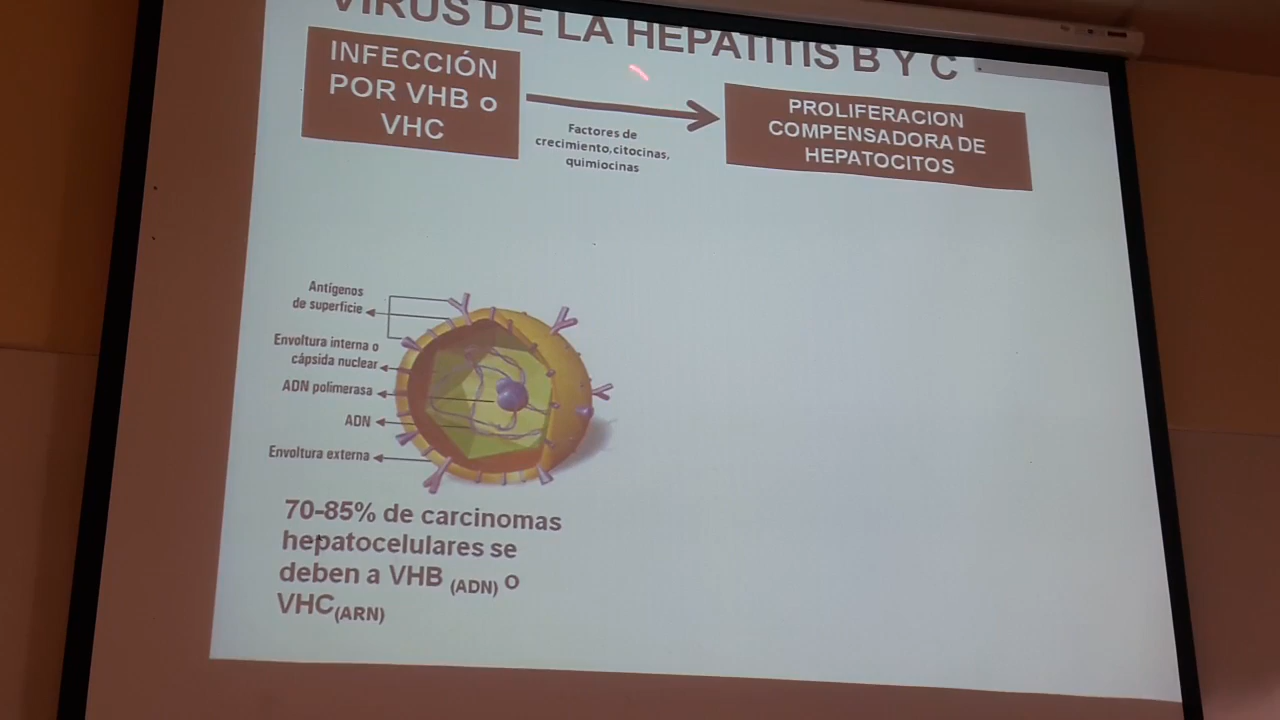 VIRUS DE LA HEPATITIS B Y C
INFECCIÓN
POR VHB o
VHC
Factores de
crecimiento,citocinas,
quimiocinas
PROLIFERACION
COMPENSADORA DE
HEPATOCITOS
Antígenos
de superficie
Envoltura interna o
cápsida nuclear
ADN polimerasa
ADN
Envoltura externa
70-85% de carcinomas
hepatocelulares se
deben a VHB (ADN) o
VHC(ARN)